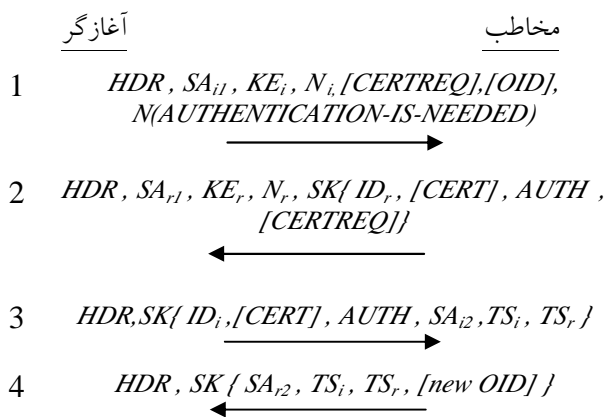 آغازگر مخاطب
1 HDR , SAi1 , KEi , Ni, [CERTREQ],[OID],
N(AUTHENTICATION-IS-NEEDED)
2 HDR , SAr1 , KEr , Nr , SK{ IDr , [CERT] , AUTH ,
[CERTREQ]}
3 HDR,SK{ IDi ,[CERT] , AUTH , SAi2 ,TSi , TSr }
4 HDR , SK { SAr2 , TSi , TSr , [new OID] }